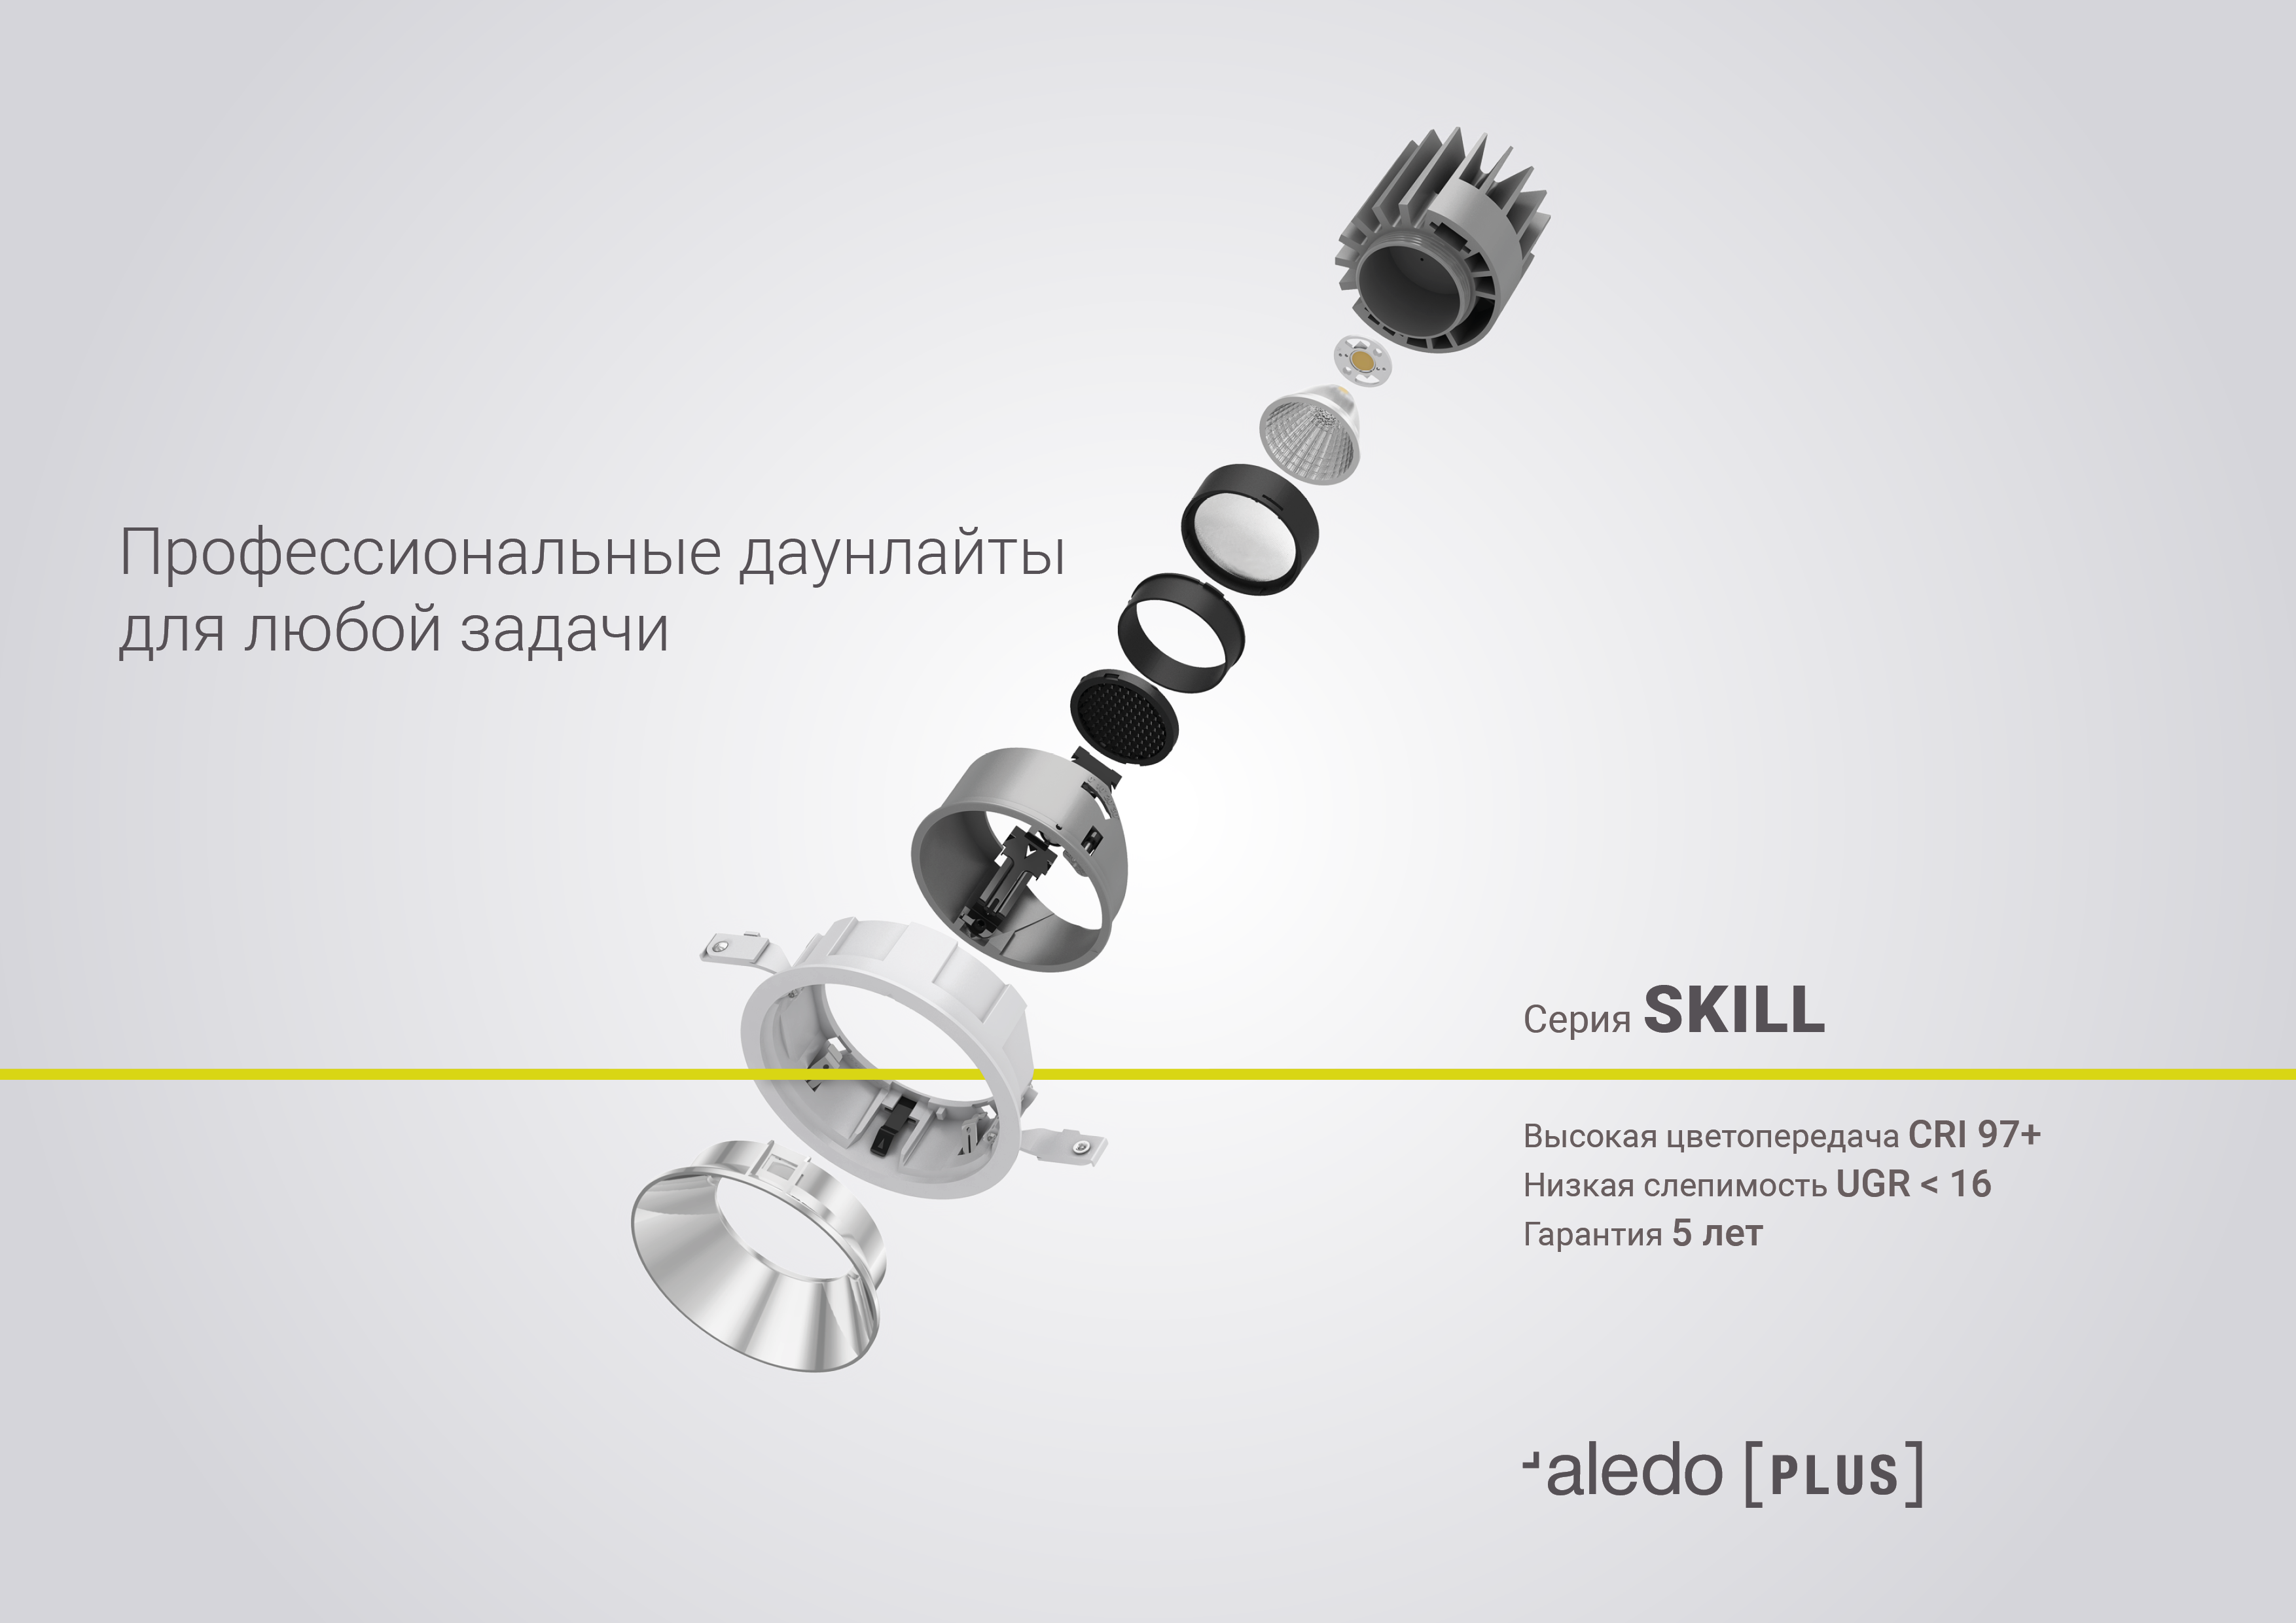 Профессиональные даунлайты
для любой задачи
Серия SKILL
Высокая цветопередача CRI 97+
Низкая слепимость UGR < 16
Гарантия 5 лет
aledo [PLUS]